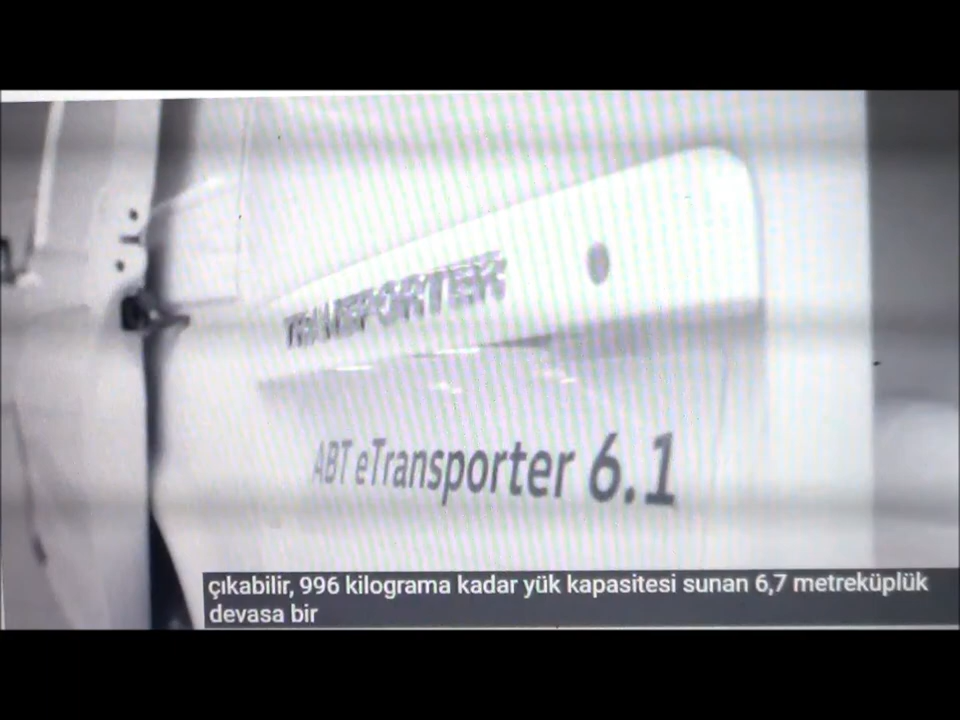 TRANSPORTER
ABT eTransporter 6.1
çıkabilir, 996 kilograma kadar yük kapasitesi sunan 6,7 metreküplük
devasa bir